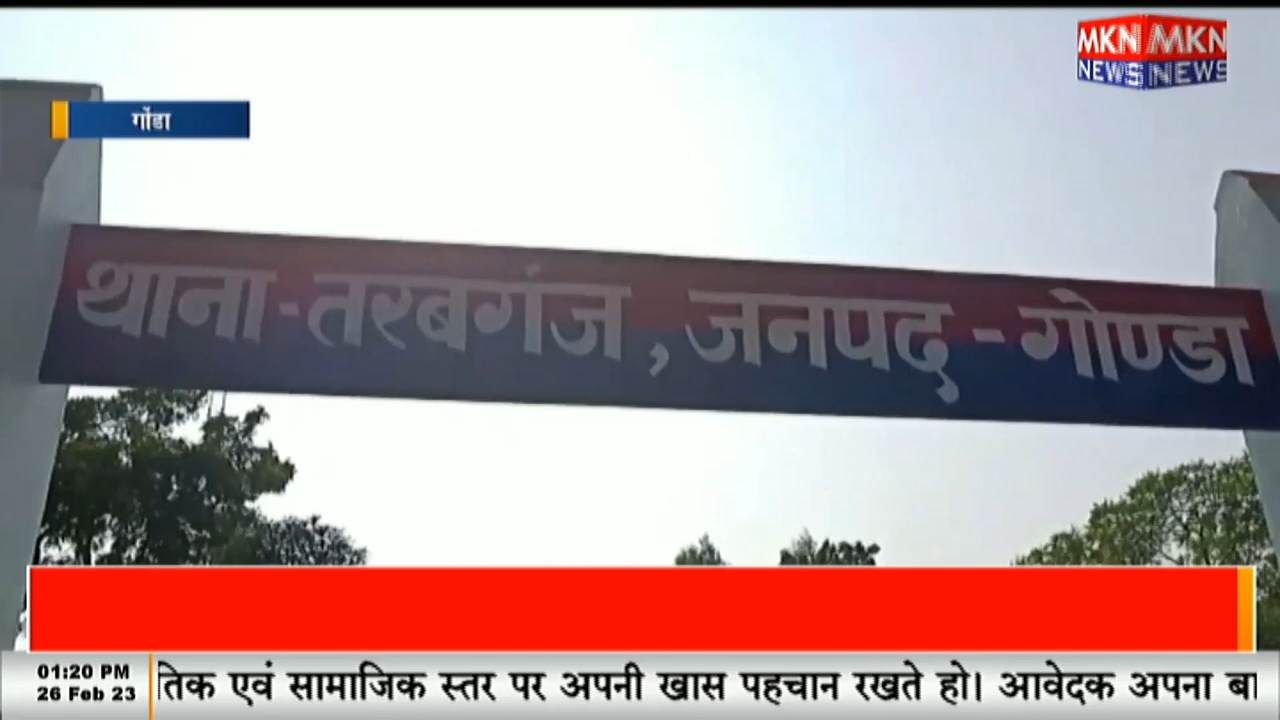 MKN MKN
NEWS NEWS
गोंडा
थाना-तरबगंज, जनपद - गोण्डा
01:20 PM
26 Feb 23
तिक एवं सामाजिक स्तर पर अपनी खास पहचान रखते हो। आवेदक अपना बा